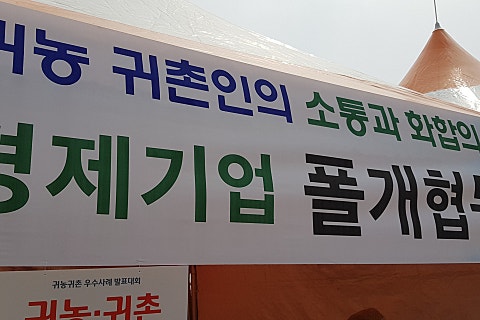 귀농 귀촌인의 소통과 화합의
경제기업 폴개협
귀농귀촌 우수사례 발표대회
귀농·귀촌